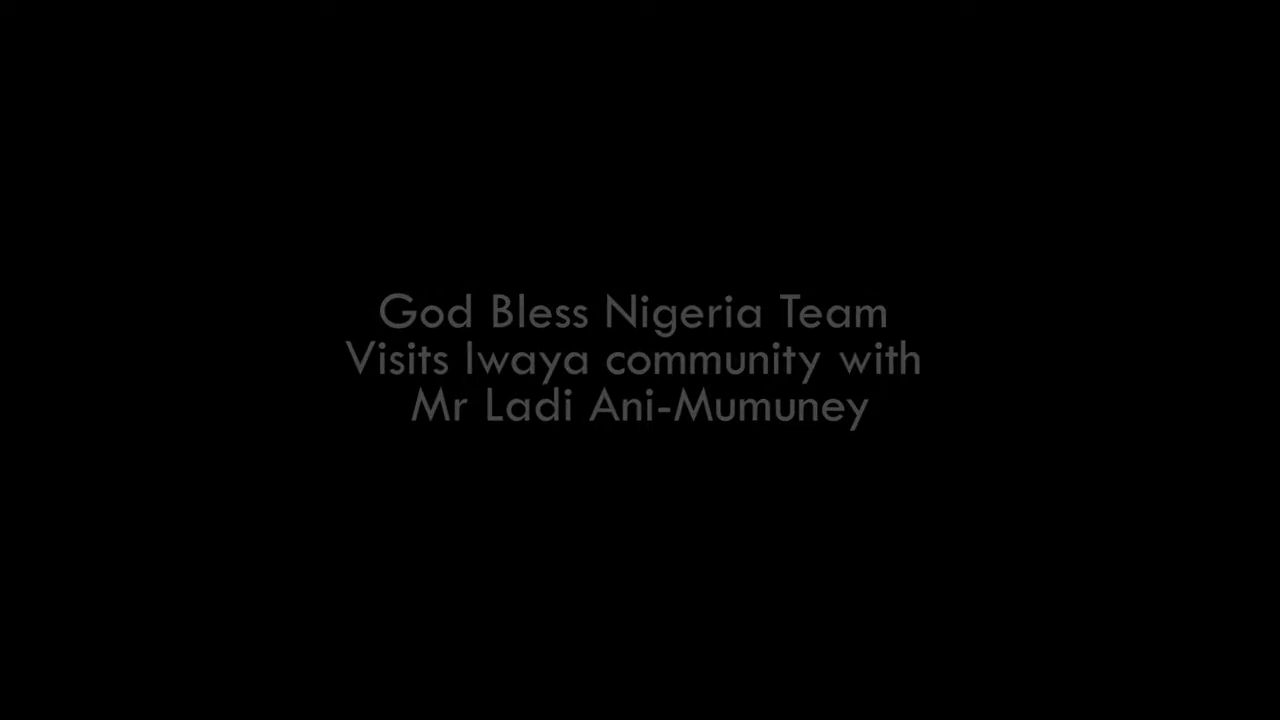 God Bless Nigeria Team
Visits Iwaya community with
Mr Ladi Ani-Mumuney